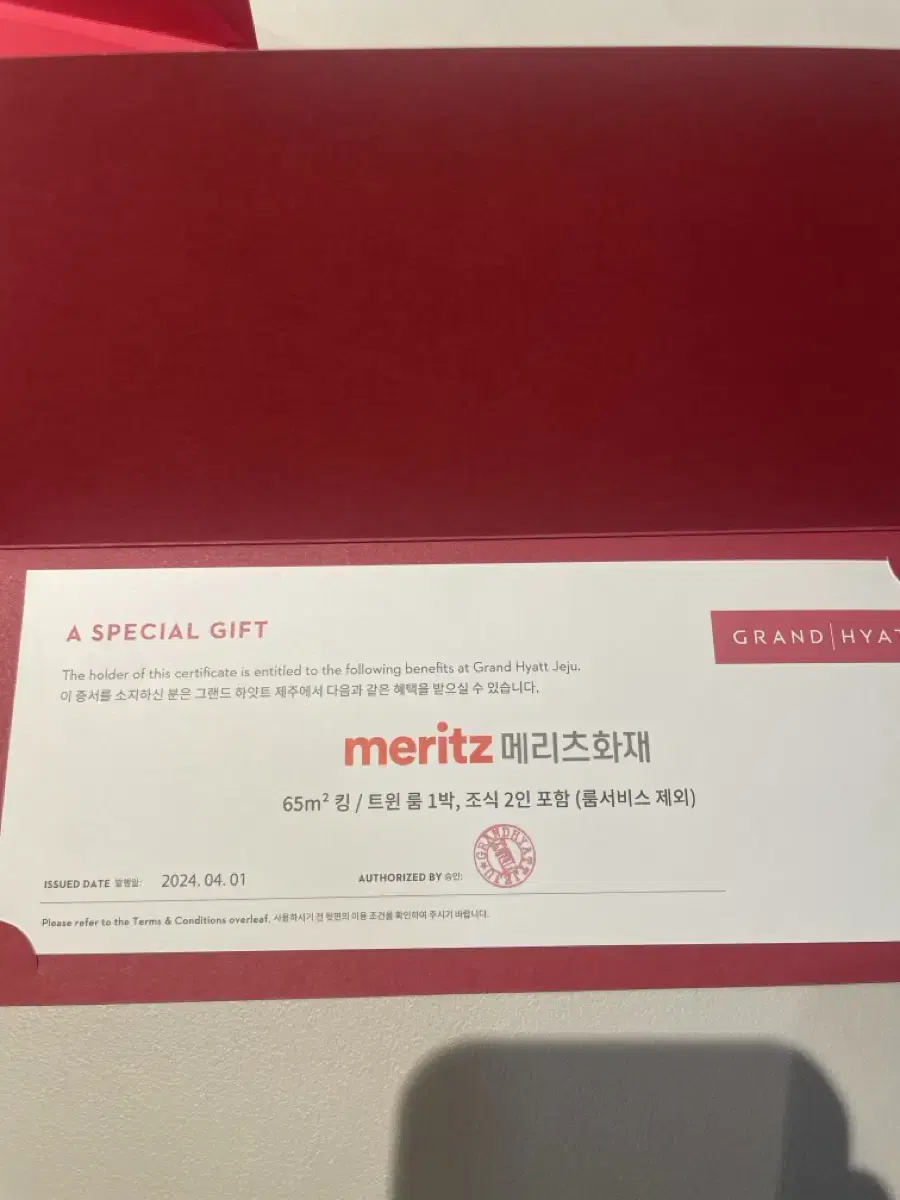 A SPECIAL GIFT
GRAND HYAT
The holder of this certificate is entitled to the following benefits at Grand Hyatt Jeju.
이 증서를 소지하신 분은 그랜드 하얏트 제주에서 다음과 같은 혜택을 받으실 수 있습니다.
meritz 메리츠화재
65m² 킹 / 트윈 룸 1박, 조식 2인 포함 (룸서비스 제외)
GRAND HYATT JEJU
ISSUED DATE 발행일: 2024. 04. 01 AUTHORIZED BY 승인:
Please refer to the Terms & Conditions overleaf. 사용하시기 전 뒷면의 이용 조건을 확인하여 주시기 바랍니다.